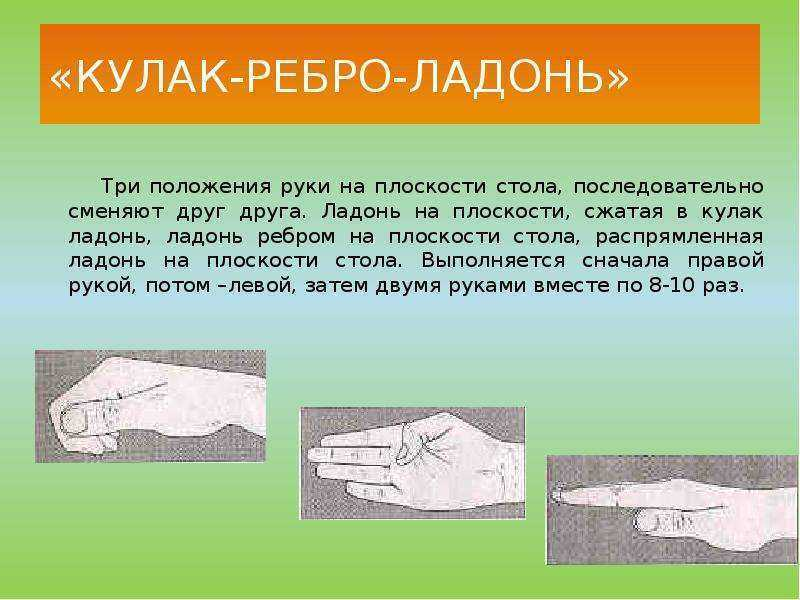 «КУЛАК-РЕБРО-ЛАДОНЬ»
Три положения руки на плоскости стола, последовательно
сменяют друг друга. Ладонь на плоскости, сжатая в кулак
ладонь, ладонь ребром на плоскости стола, распрямленная
ладонь на плоскости стола. Выполняется сначала правой
рукой, потом –левой, затем двумя руками вместе по 8-10 раз.